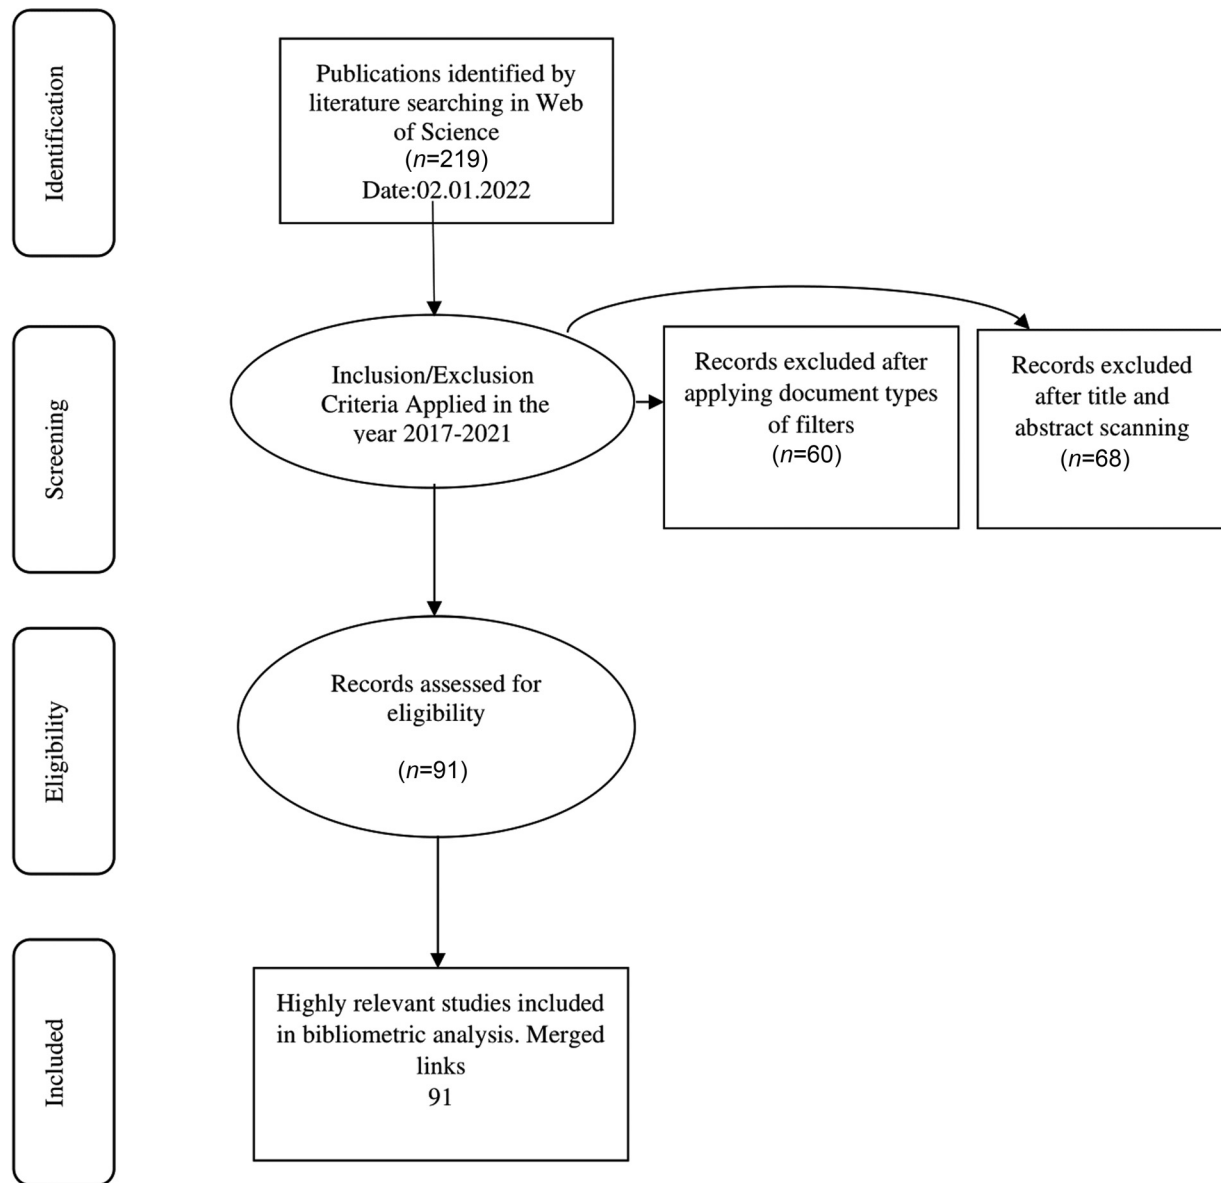 Identification
Publications identified by
literature searching in Web
of Science
(n=219)
Date:02.01.2022
Screening
Inclusion/Exclusion
Criteria Applied in the
year 2017-2021
Records excluded after
applying document types
of filters
(n=60)
Records excluded
after title and
abstract scanning
(n=68)
Eligibility
Records assessed for
eligibility
(n=91)
Included
Highly relevant studies included
in bibliometric analysis. Merged
links
91